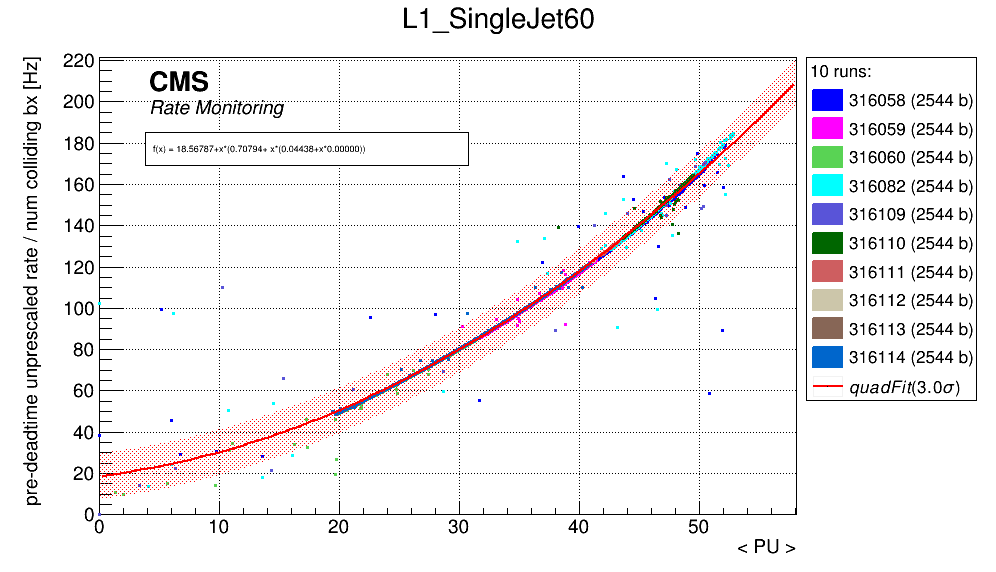 L1_SingleJet60
pre-deadtime unprescaled rate / num colliding bx [Hz]
220
200
180
160
140
120
100
80
60
40
20
0
CMS
Rate Monitoring
f(x) = 18.56787+x*(0.70794+ x*(0.04438+x*0.00000))
0
10
20
30
40
50
< PU >
10 runs:
316058 (2544 b)
316059 (2544 b)
316060 (2544 b)
316082 (2544 b)
316109 (2544 b)
316110 (2544 b)
316111 (2544 b)
316112 (2544 b)
316113 (2544 b)
316114 (2544 b)
quadFit(3.0σ)